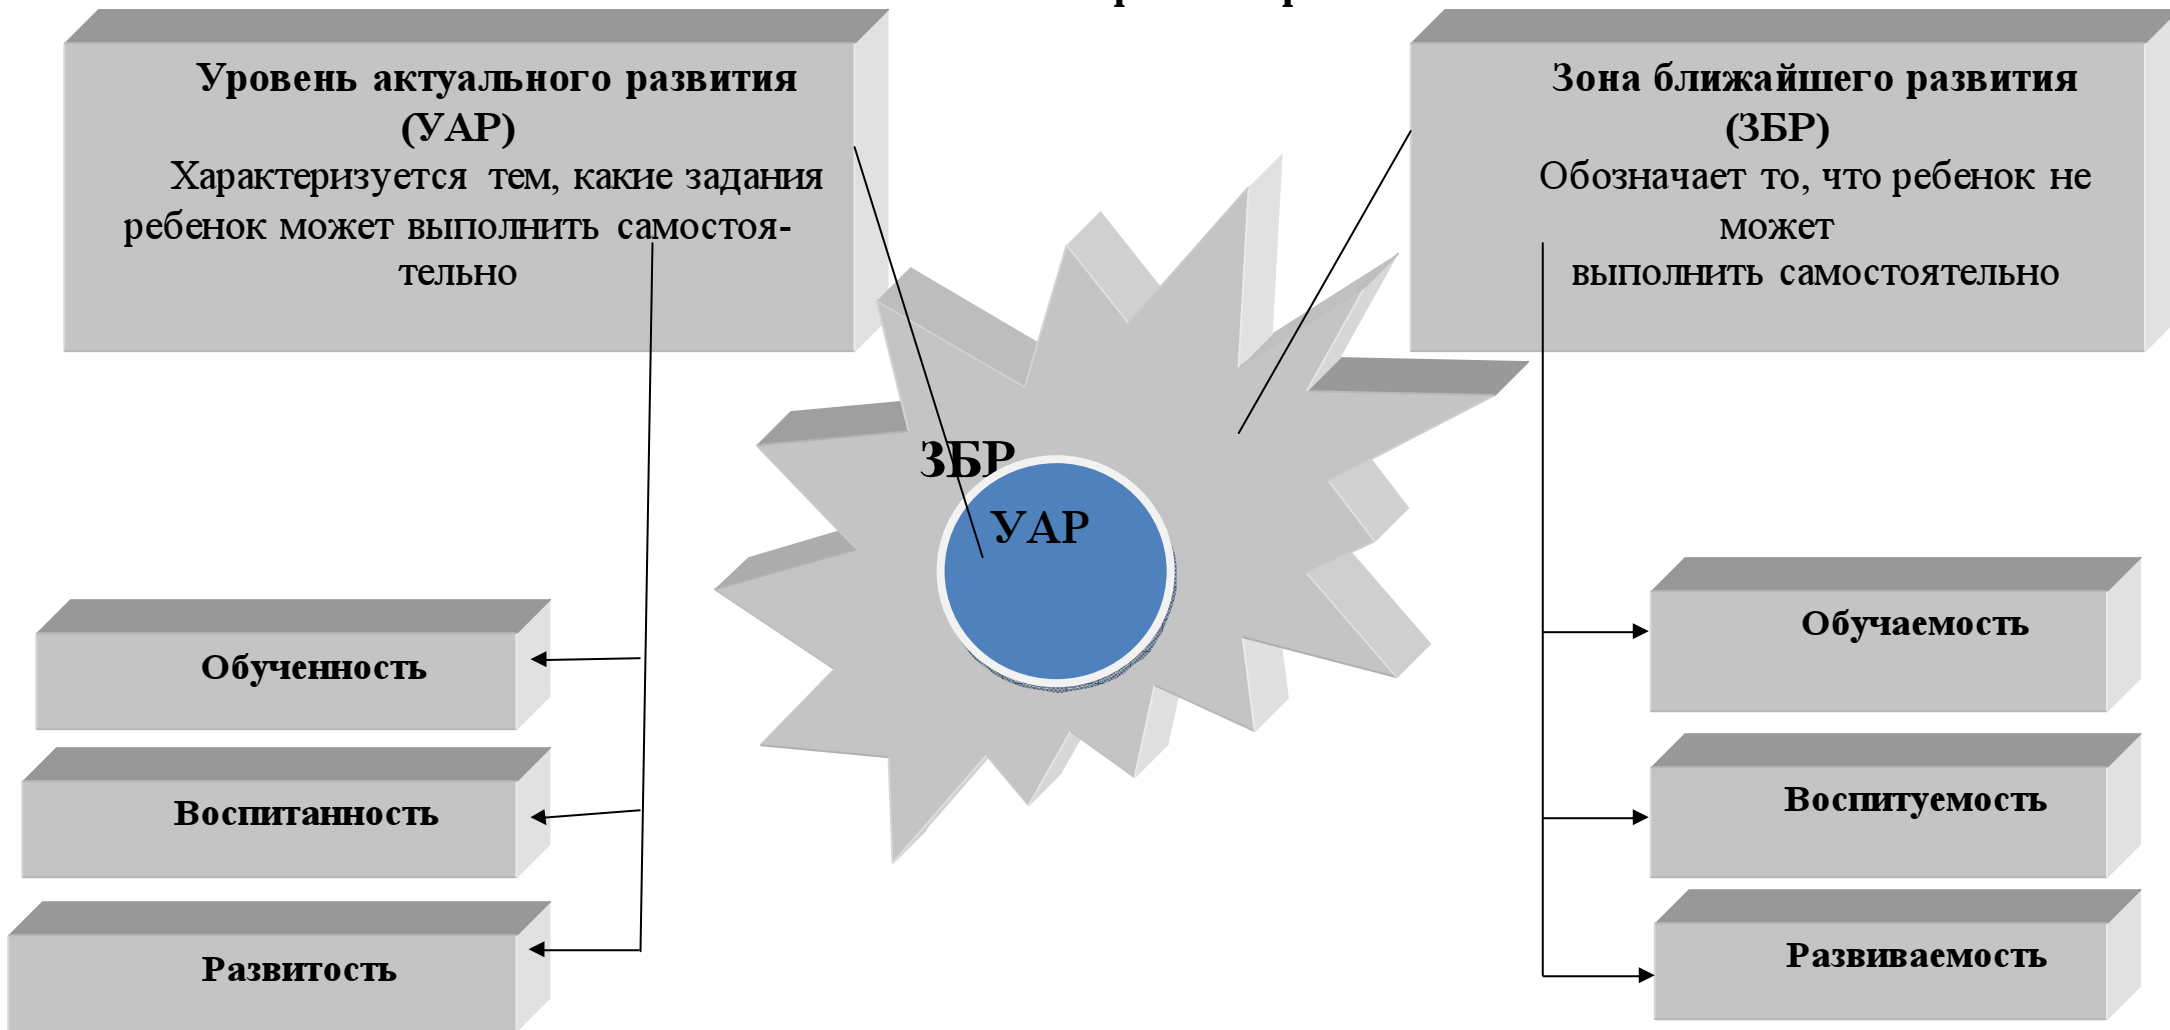 Уровень актуального развития
(УАР)
Характеризуется тем, какие задания
ребенок может выполнить самостоя-
тельно
Зона ближайшего развития
(ЗБР)
Обозначает то, что ребенок не
может
выполнить самостоятельно
ЗБР
УАР
Обученность
Воспитанность
Развитость
Обучаемость
Воспитуемость
Развиваемость